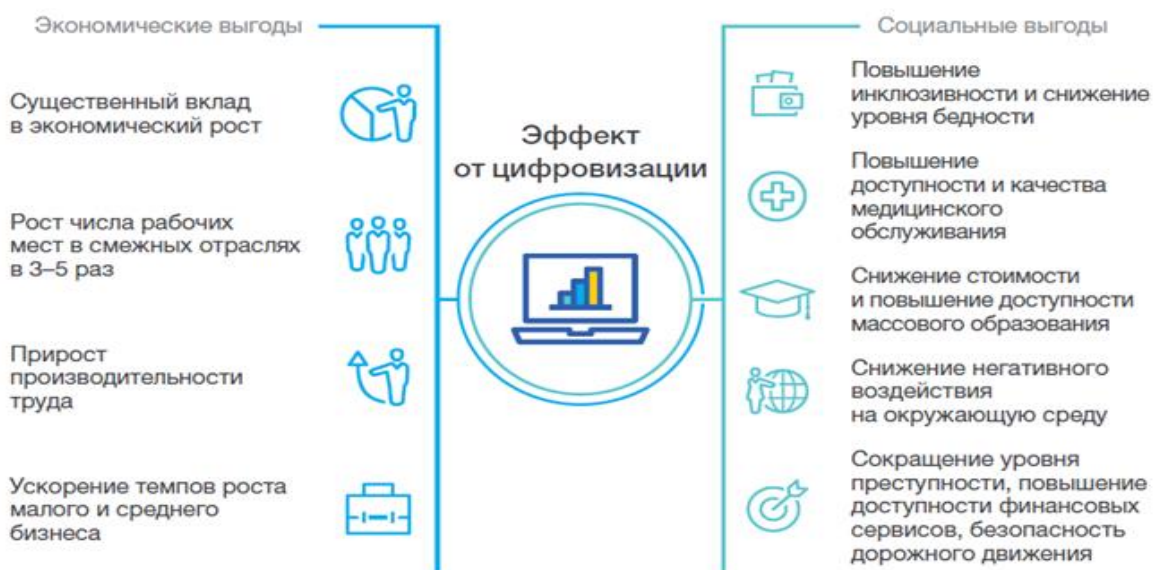 Экономические выгоды
Существенный вклад
в экономический рост
Рост числа рабочих
мест в смежных отраслях
в 3–5 раз
Прирост
производительности
труда
Ускорение темпов роста
малого и среднего
бизнеса
Эффект
от цифровизации
Социальные выгоды
Повышение
инклюзивности и снижение
уровня бедности
Повышение
доступности и качества
медицинского
обслуживания
Снижение стоимости
и повышение доступности
массового образования
Снижение негативного
воздействия
на окружающую среду
Сокращение уровня
преступности, повышение
доступности финансовых
сервисов, безопасность
дорожного движения